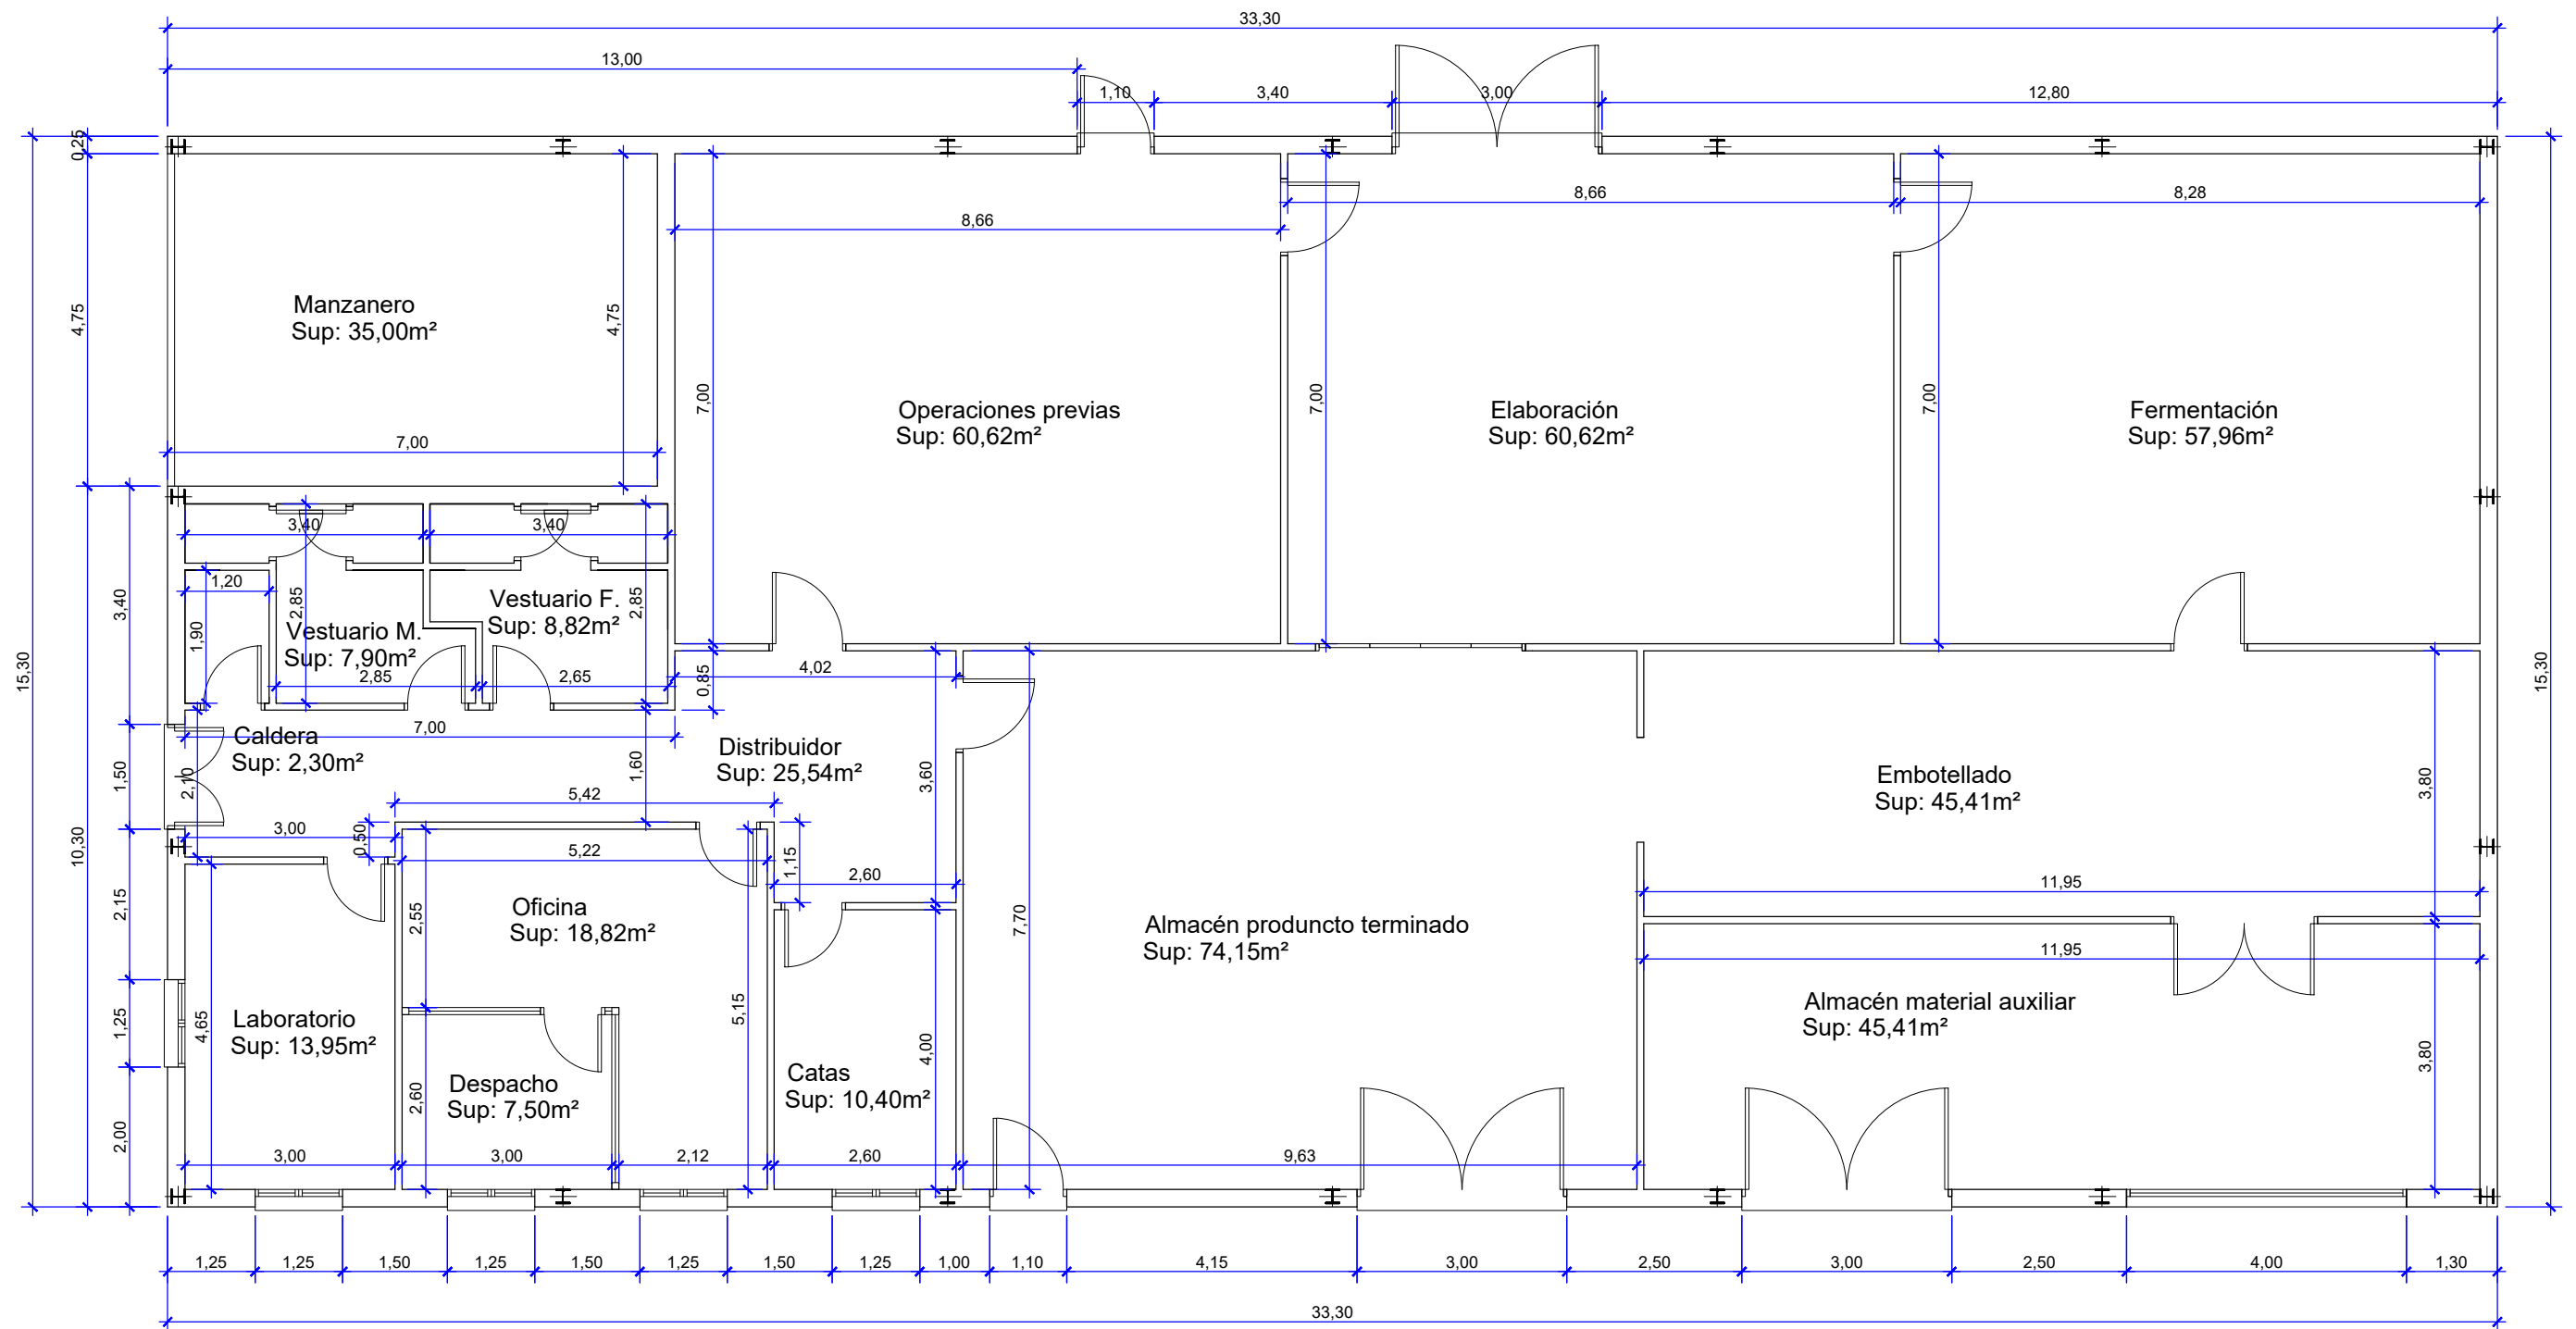 33,30
13,00
1,10
3,40
3,00
12,80
0,25
8,66
8,28
8,66
4,75
4,75
Manzanero
Sup: 35,00m²
7,00
7,00
7,00
7,00
Operaciones previas
Sup: 60,62m²
Elaboración
Sup: 60,62m²
Fermentación
Sup: 57,96m²
3,40
3,40
3,40
1,20
1,90
2,85
2,85
Vestuario F.
Sup: 8,82m²
Vestuario M.
Sup: 7,90m²
2,85
2,65
0,85
4,02
15,30
15,30
7,00
Caldera
Sup: 2,30m²
1,50
2,10
1,60
Distribuidor
Sup: 25,54m²
3,60
Embotellado
Sup: 45,41m²
3,80
5,42
3,00
0,50
5,22
1,15
2,60
11,95
10,30
2,15
2,55
Oficina
Sup: 18,82m²
7,70
Almacén produncto terminado
Sup: 74,15m²
11,95
Almacén material auxiliar
Sup: 45,41m²
1,25
4,65
Laboratorio
Sup: 13,95m²
5,15
4,00
3,80
Despacho
Sup: 7,50m²
2,60
Catas
Sup: 10,40m²
2,00
3,00
3,00
2,12
2,60
9,63
1,25
1,25
1,50
1,25
1,50
1,25
1,50
1,25
1,00
1,10
4,15
3,00
2,50
3,00
2,50
4,00
1,30
33,30